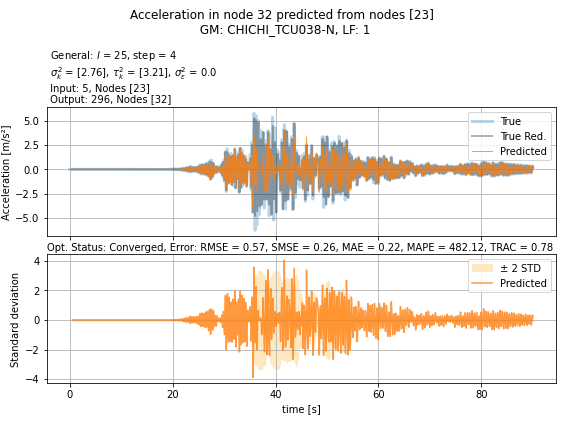 Acceleration in node 32 predicted from nodes [23]
GM: CHICHI_TCU038-N, LF: 1
General: l = 25, step = 4
σ²ₖ = [2.76], τ²ₖ = [3.21], σ²ε = 0.0
Input: 5, Nodes [23]
Output: 296, Nodes [32]
Acceleration [m/s²]
5.0
2.5
0.0
−2.5
−5.0
True
True Red.
Predicted
Opt. Status: Converged, Error: RMSE = 0.57, SMSE = 0.26, MAE = 0.22, MAPE = 482.12, TRAC = 0.78
Standard deviation
4
2
0
−2
−4
± 2 STD
Predicted
0 20 40 60 80
time [s]